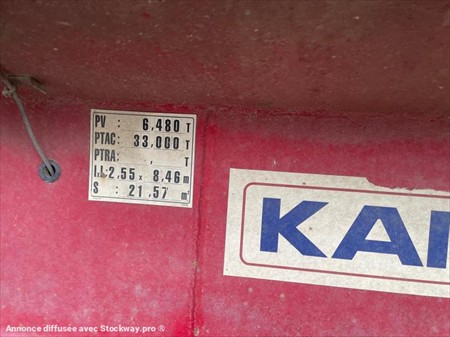 PV : 6,480 T
PTAC: 33,000 T
PTRA: , T
LxL: 2,55 x 8,46 m
S : 21,57 m²
KAI
Annonce diffusée avec Stockway.pro ®